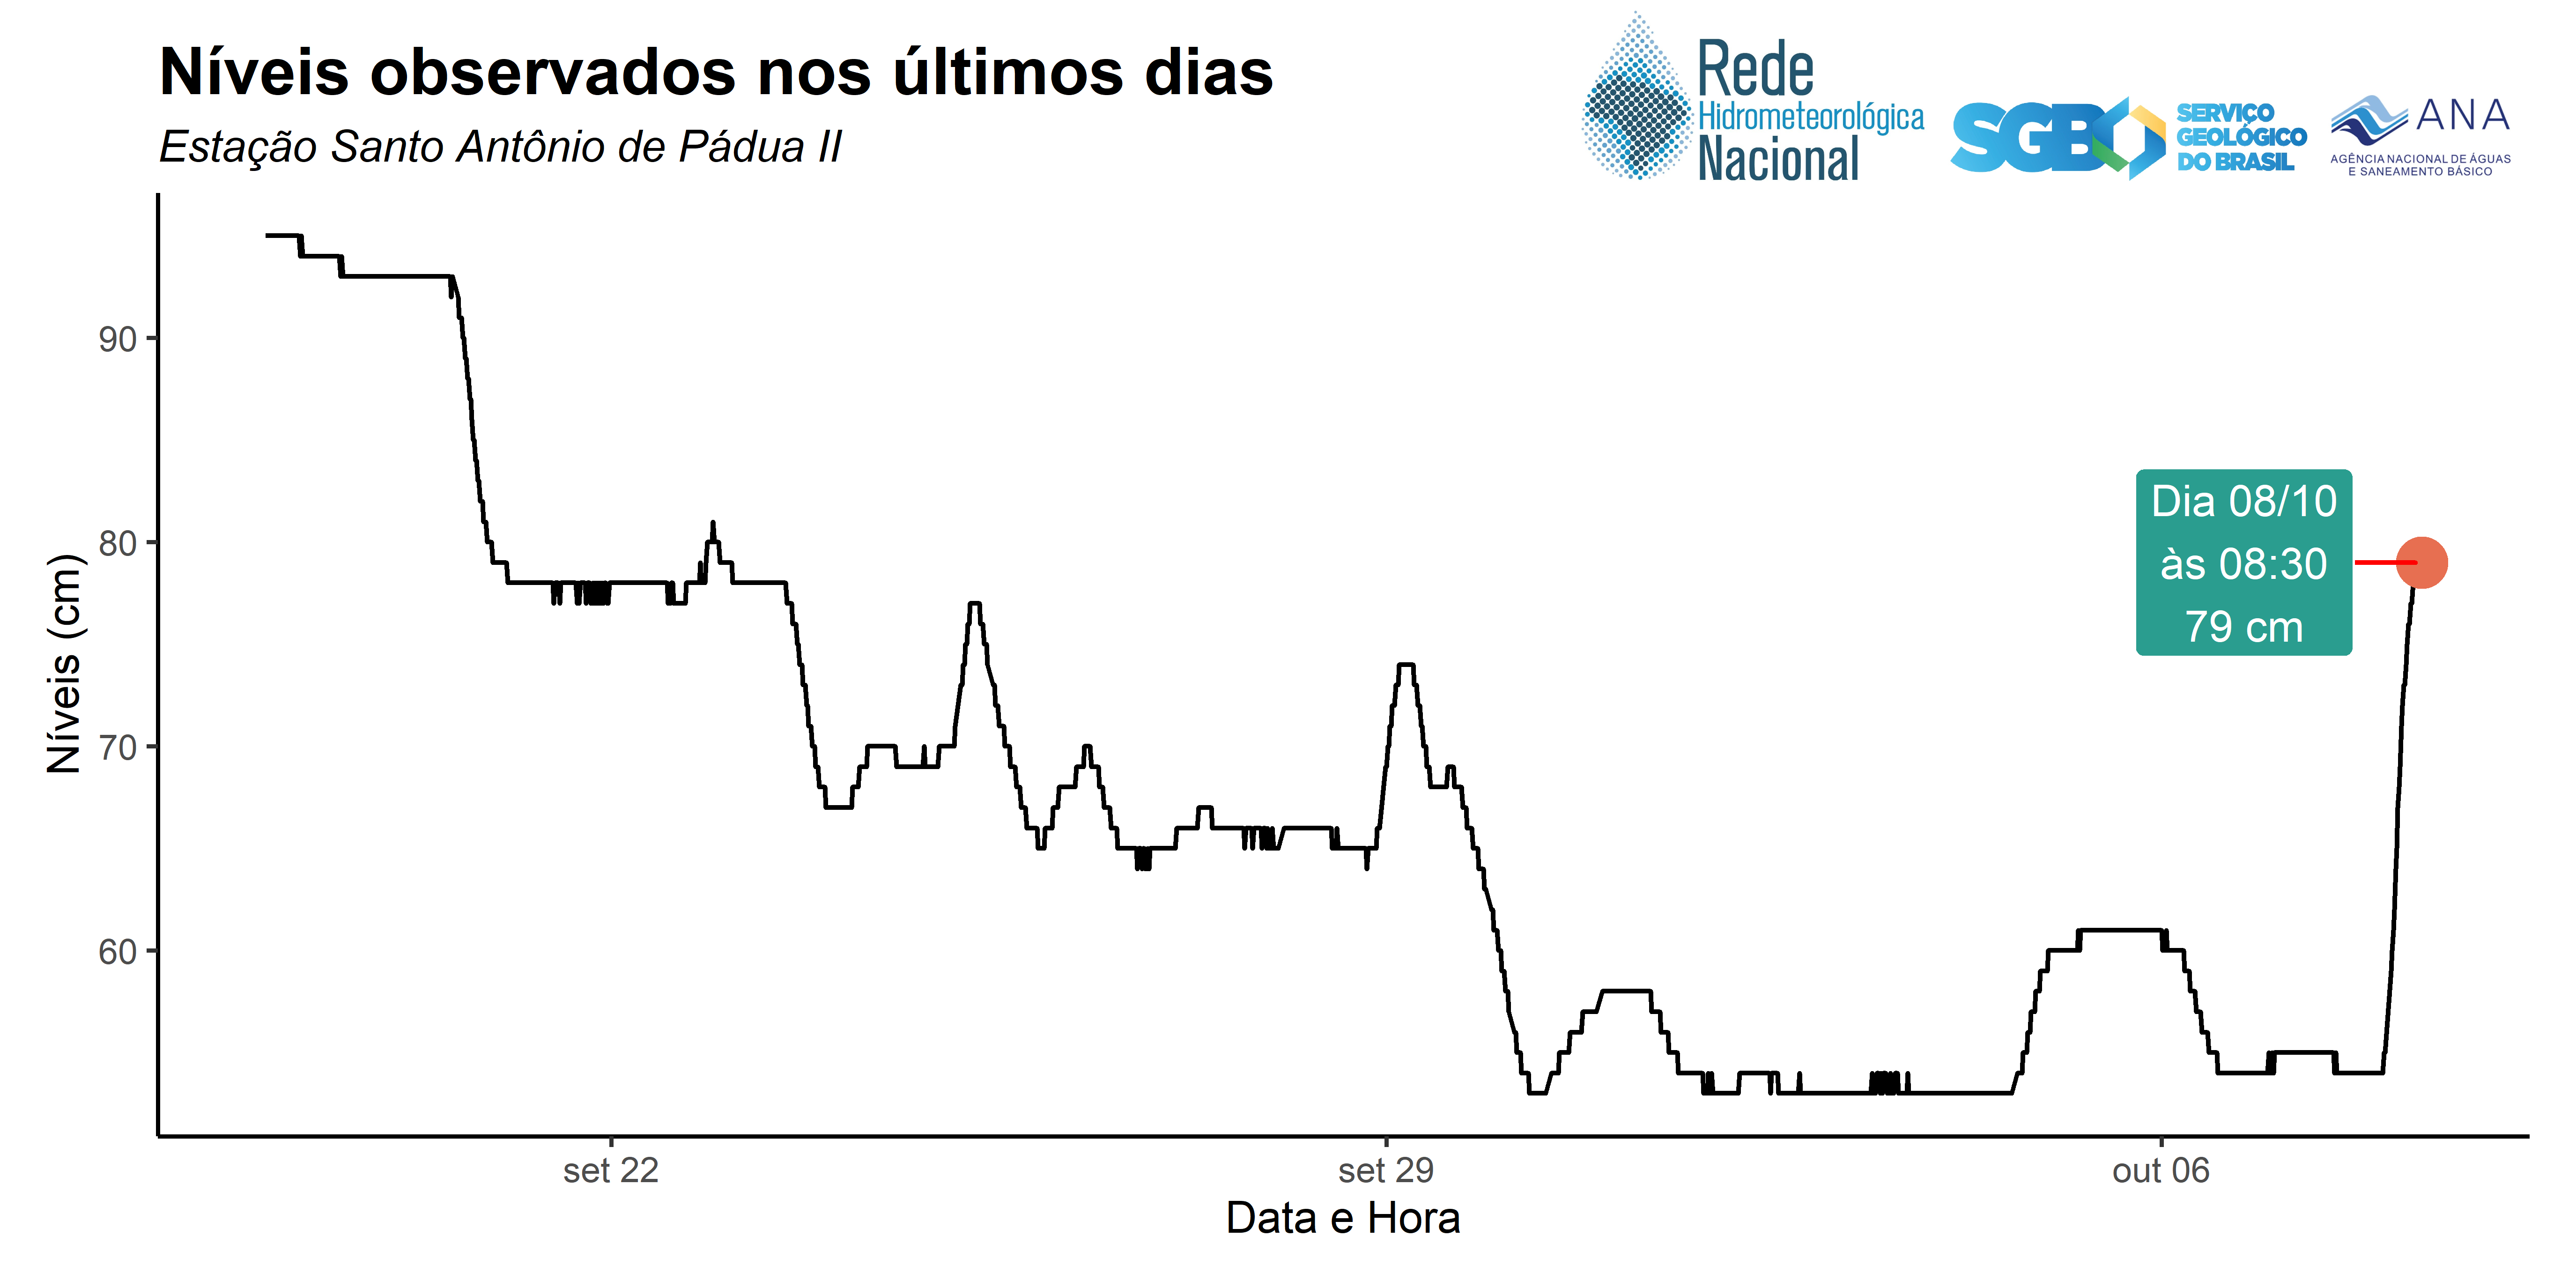 Níveis observados nos últimos dias
Estação Santo Antônio de Pádua II
Rede
Hidrometeorológica
Nacional
SGB
SERVIÇO
GEOLÓGICO
DO BRASIL
ANA
AGÊNCIA NACIONAL DE ÁGUAS
E SANEAMENTO BÁSICO
Níveis (cm)
90
80
70
60
Dia 08/10
às 08:30
79 cm
set 22
set 29
out 06
Data e Hora